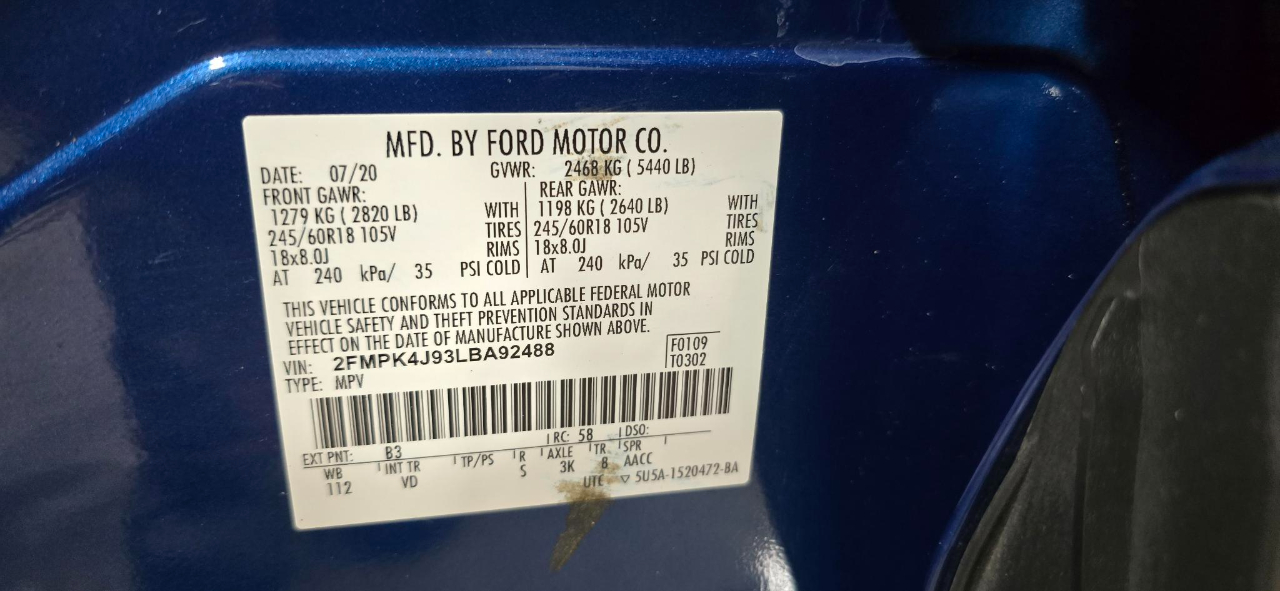 MFD. BY FORD MOTOR CO.
DATE: 07/20 GVWR: 2468 KG ( 5440 LB)
FRONT GAWR: REAR GAWR:
1279 KG ( 2820 LB) WITH 1198 KG ( 2640 LB) WITH
245/60R18 105V TIRES 245/60R18 105V TIRES
18x8.0J RIMS 18x8.0J RIMS
AT 240 kPa/ 35 PSI COLD AT 240 kPa/ 35 PSI COLD
THIS VEHICLE CONFORMS TO ALL APPLICABLE FEDERAL MOTOR
VEHICLE SAFETY AND THEFT PREVENTION STANDARDS IN
EFFECT ON THE DATE OF MANUFACTURE SHOWN ABOVE.
VIN: 2FMPK4J93LBA92488 F0109
TYPE: MPV T0302
EXT PNT: B3 RC: 58 DSO:
WB INT TR TP/PS R AXLE TR SPR
112 VD S 3K 8 AACC
UTE ▽ 5U5A-1520472-BA